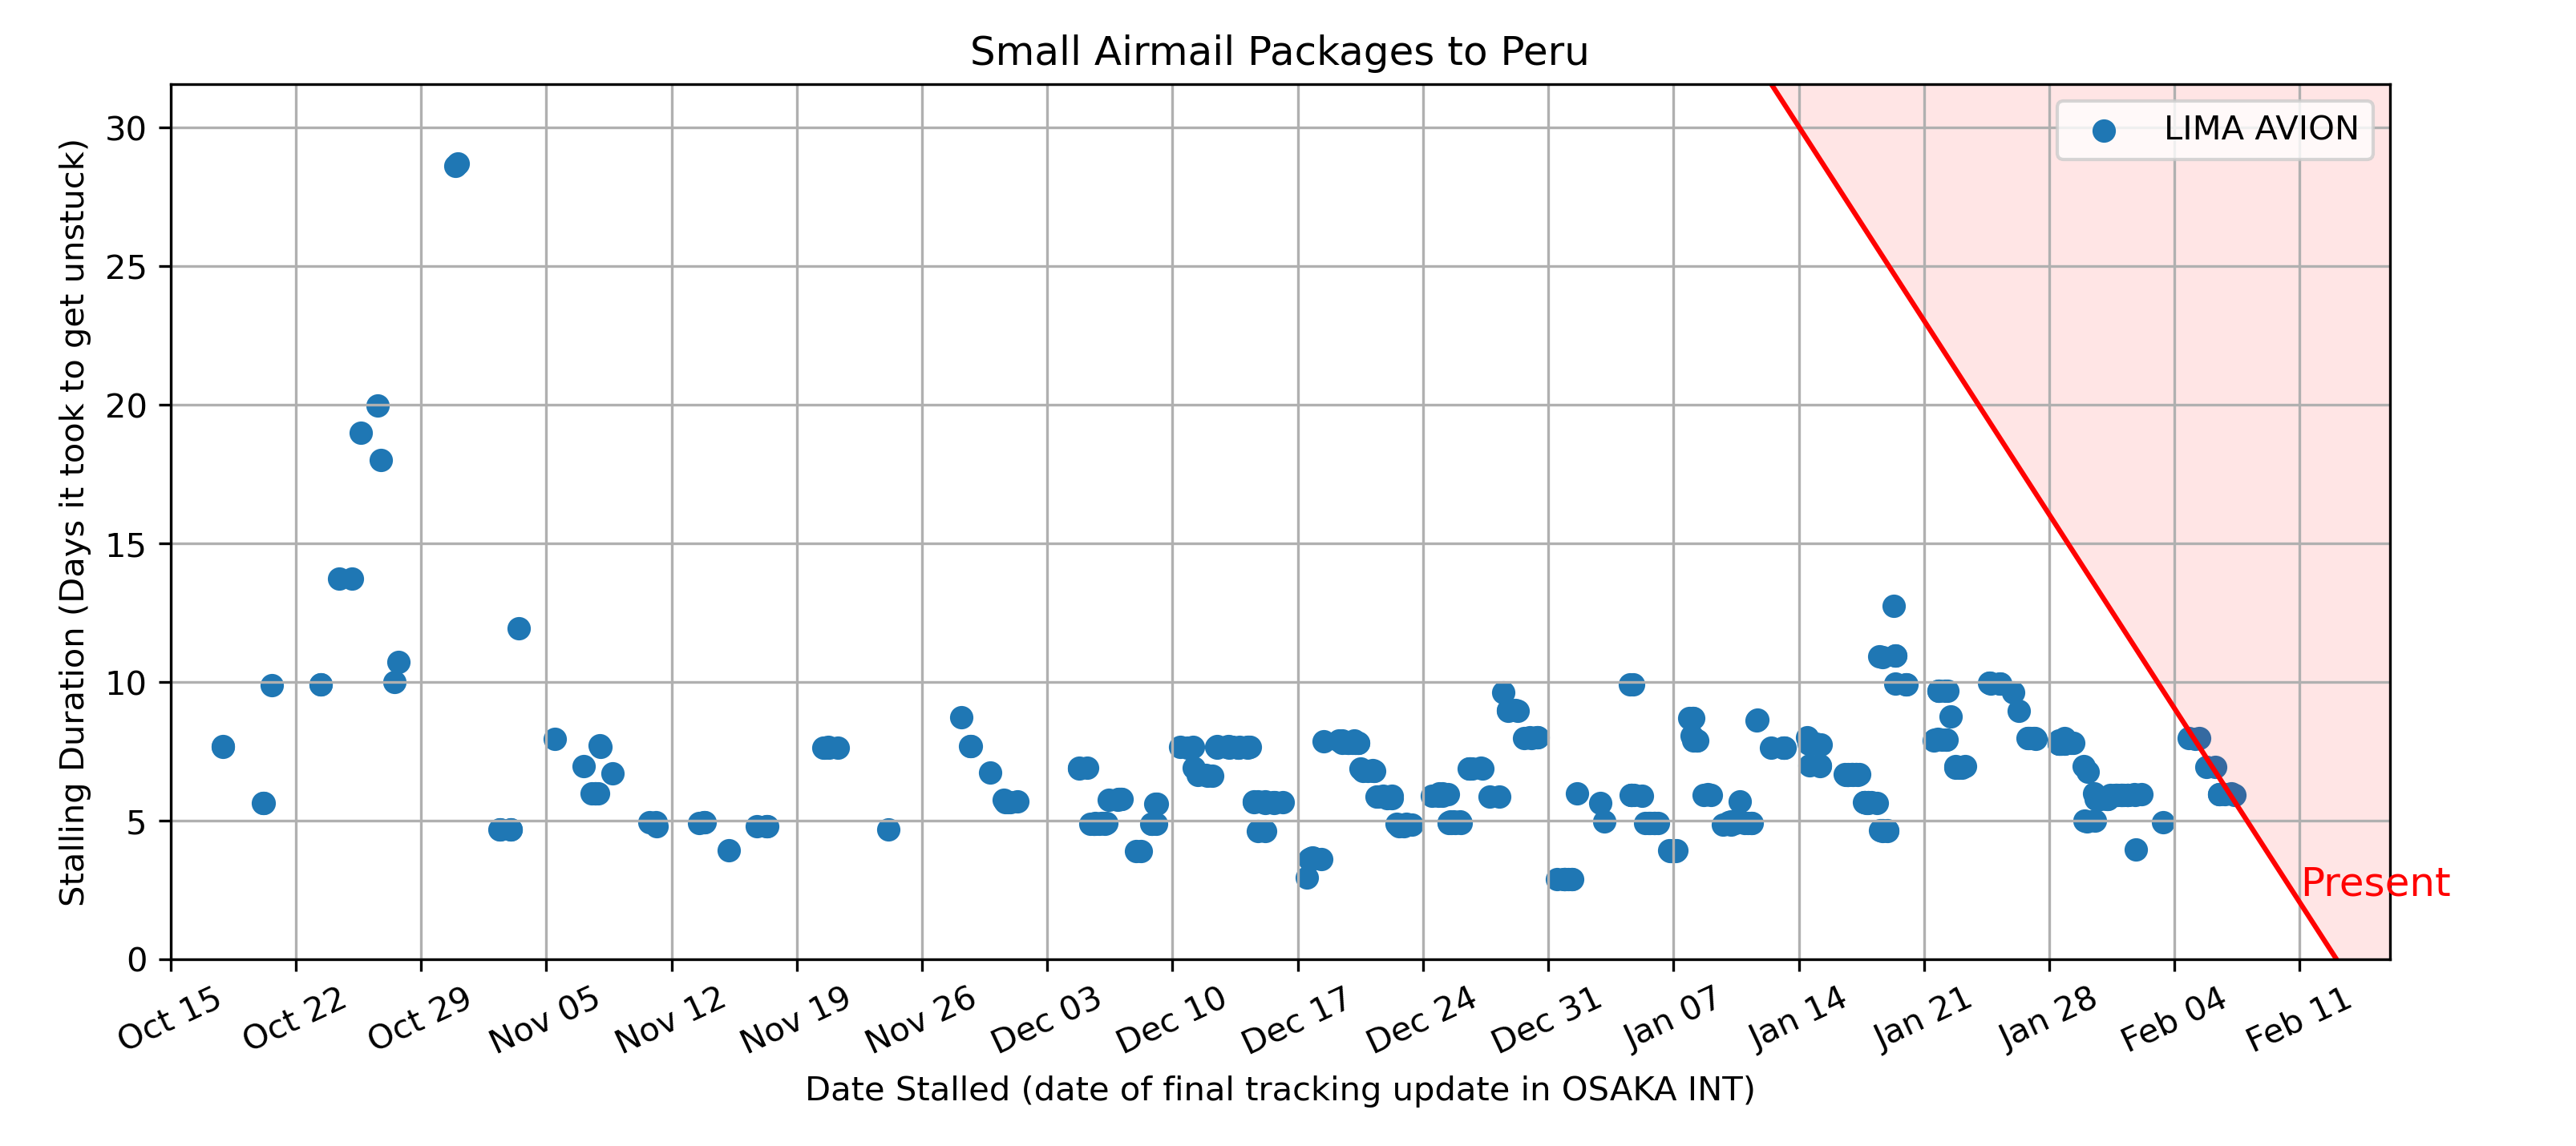 Small Airmail Packages to Peru
LIMA AVION
30
25
20
15
10
5
0
Stalling Duration (Days it took to get unstuck)
Present
Oct 15
Oct 22
Oct 29
Nov 05
Nov 12
Nov 19
Nov 26
Dec 03
Dec 10
Dec 17
Dec 24
Dec 31
Jan 07
Jan 14
Jan 21
Jan 28
Feb 04
Feb 11
Date Stalled (date of final tracking update in OSAKA INT)